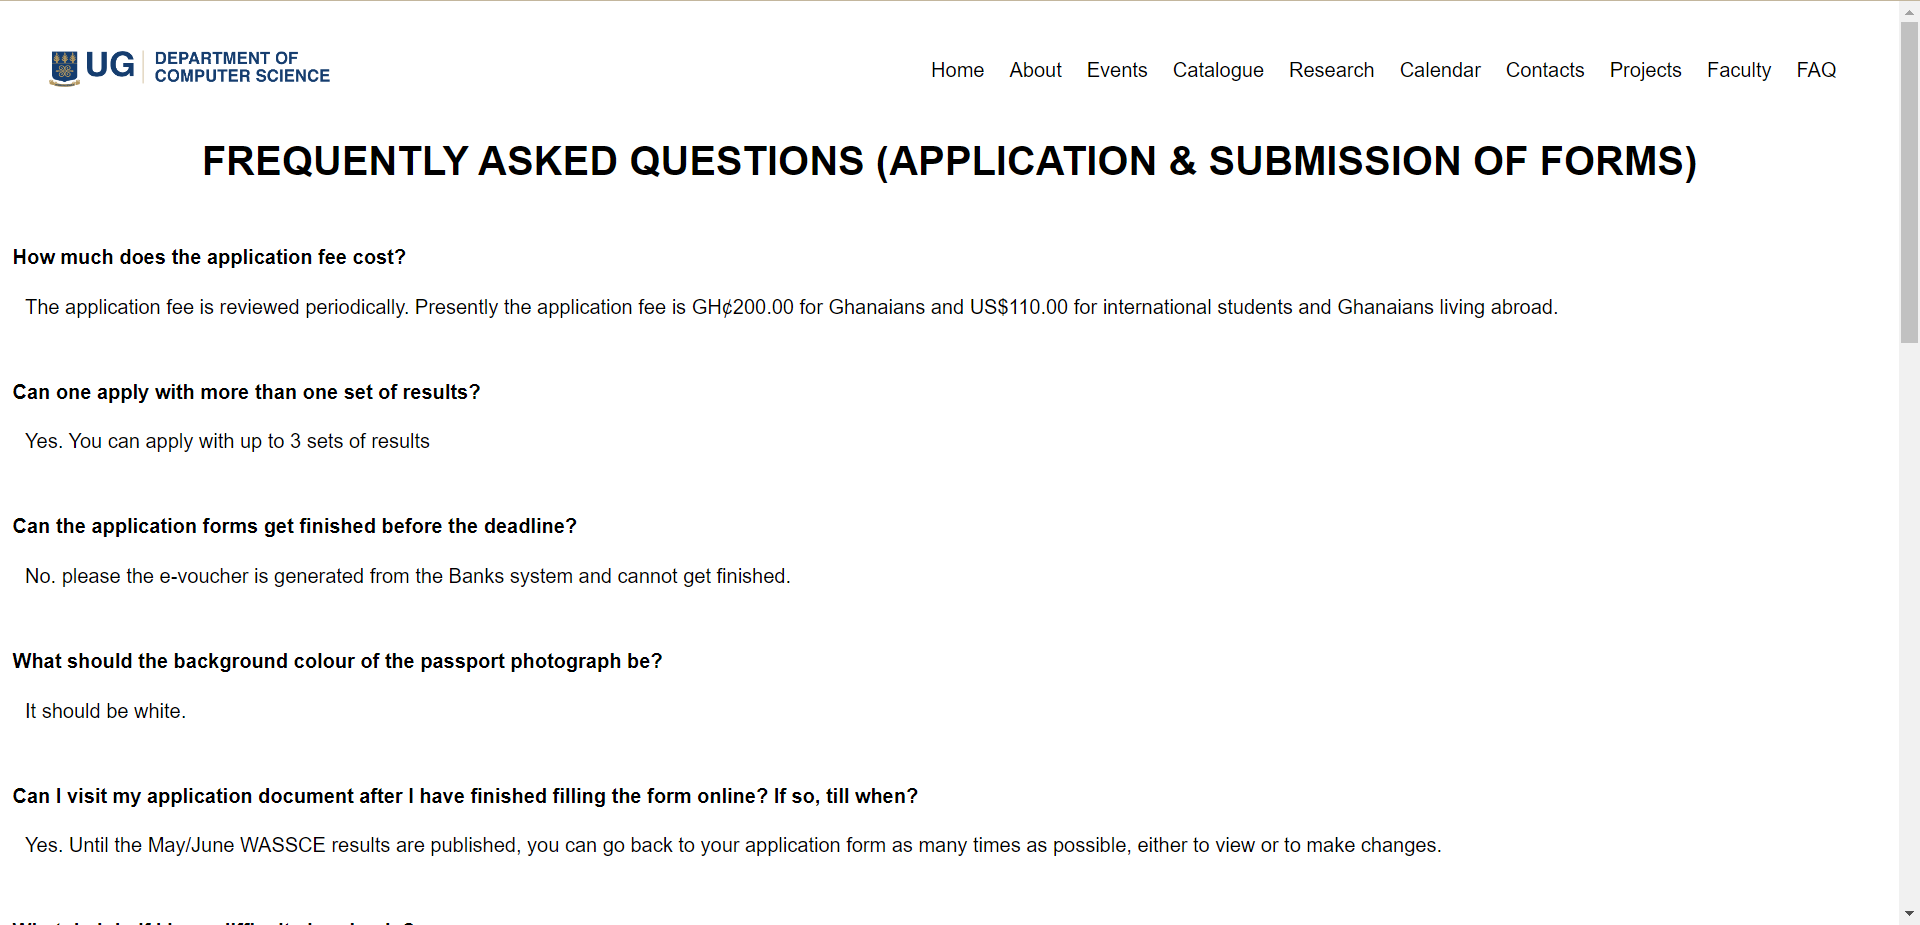 UG
DEPARTMENT OF
COMPUTER SCIENCE
Home About Events Catalogue Research Calendar Contacts Projects Faculty FAQ
FREQUENTLY ASKED QUESTIONS (APPLICATION & SUBMISSION OF FORMS)
How much does the application fee cost?
The application fee is reviewed periodically. Presently the application fee is GH₵200.00 for Ghanaians and US$110.00 for international students and Ghanaians living abroad.
Can one apply with more than one set of results?
Yes. You can apply with up to 3 sets of results
Can the application forms get finished before the deadline?
No. please the e-voucher is generated from the Banks system and cannot get finished.
What should the background colour of the passport photograph be?
It should be white.
Can I visit my application document after I have finished filling the form online? If so, till when?
Yes. Until the May/June WASSCE results are published, you can go back to your application form as many times as possible, either to view or to make changes.